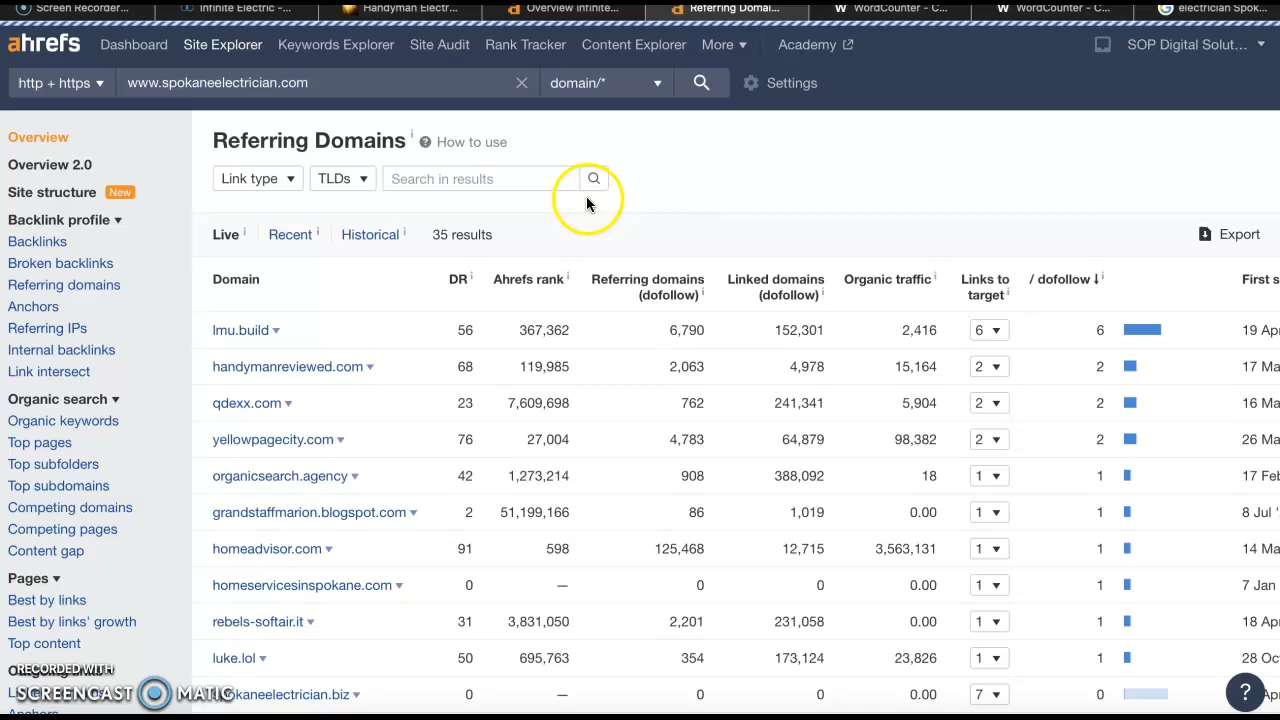 Screen Recorder... Infinite Electric - ... Handyman Electr... Overview Infinite... Referring Domai... WordCounter - C... WordCounter - C... electrician Spok...
ahrefs Dashboard Site Explorer Keywords Explorer Site Audit Rank Tracker Content Explorer More Academy SOP Digital Solut...
http + https www.spokaneelectrician.com domain/* Settings
Overview
Overview 2.0
Site structure New
Backlink profile
Backlinks
Broken backlinks
Referring domains
Anchors
Referring IPs
Internal backlinks
Link intersect
Organic search
Organic keywords
Top pages
Top subfolders
Top subdomains
Competing domains
Competing pages
Content gap
Pages
Best by links
Best by links' growth
Top content
Referring Domains i ? How to use
Link type TLDs Search in results
Live i Recent i Historical i 35 results Export
Domain DR i Ahrefs rank i Referring domains (dofollow) i Linked domains (dofollow) i Organic traffic i Links to target i / dofollow ↓ i First s
lmu.build 56 367,362 6,790 152,301 2,416 6 6 19 Ap
handymanreviewed.com 68 119,985 2,063 4,978 15,164 2 2 17 Ma
qdexx.com 23 7,609,698 762 241,341 5,904 2 2 16 Ma
yellowpagecity.com 76 27,004 4,783 64,879 98,382 2 2 26 Ma
organicsearch.agency 42 1,273,214 908 388,092 18 1 1 17 Feb
grandstaffmarion.blogspot.com 2 51,199,166 86 1,019 0.00 1 1 8 Jul '
homeadvisor.com 91 598 125,468 12,715 3,563,131 1 1 14 Ma
homeservicesinspokane.com 0 — 0 0 0.00 1 1 7 Jan
rebels-softair.it 31 3,831,050 2,201 231,058 0.00 1 1 18 Ap
luke.lol 50 695,763 354 173,124 23,826 1 1 28 Oc
spokaneelectrician.biz 0 — 0 0 0.00 7 0
RECORDED WITH
SCREENCAST MATIC
?